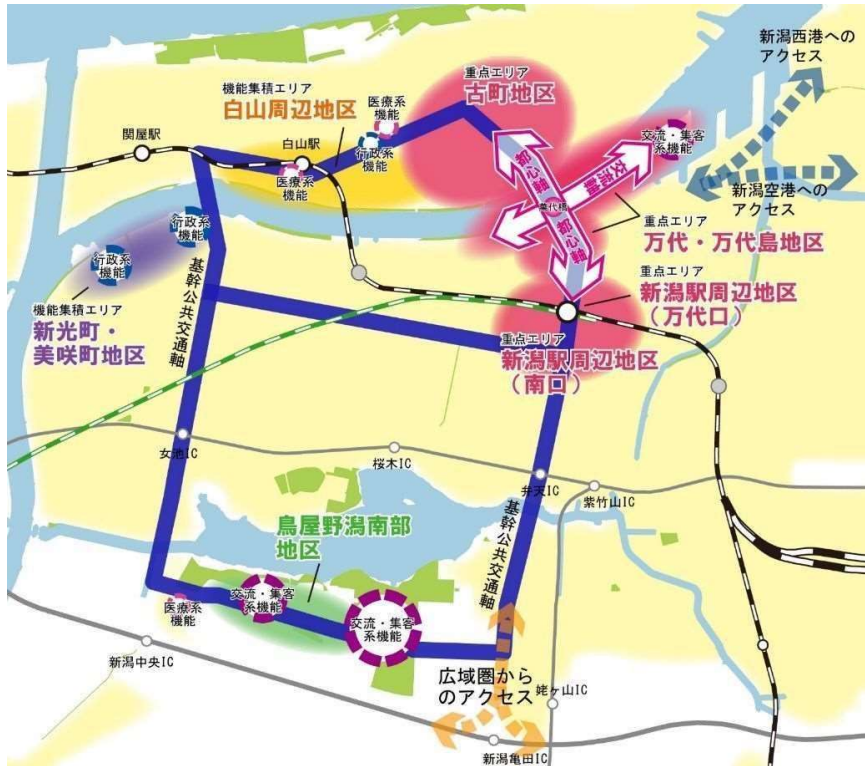 新潟西港への
アクセス
重点エリア
古町地区
機能集積エリア
白山周辺地区
医療系
機能
交流・集客
系機能
関屋駅
白山駅
行政系
機能
医療系
機能
都心軸
万代橋
都心軸
新潟空港への
アクセス
重点エリア
万代・万代島地区
行政系
機能
行政系
機能
重点エリア
新潟駅周辺地区
(万代口)
機能集積エリア
新光町・
美咲町地区
基幹公共交通軸
重点エリア
新潟駅周辺地区
(南口)
女池IC
桜木IC
弁天IC
紫竹山IC
鳥屋野潟南部
地区
基幹公共交通軸
医療系
機能
交流・集客
系機能
交流・集客
系機能
新潟中央IC
広域圏から
のアクセス
姥ヶ山IC
新潟亀田IC